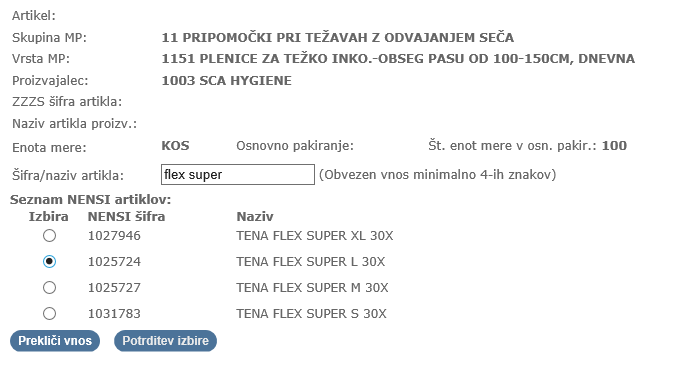 Artikel:
Skupina MP: 11 PRIPOMOČKI PRI TEŽAVAH Z ODVAJANJEM SEČA
Vrsta MP: 1151 PLENICE ZA TEŽKO INKO.-OBSEG PASU OD 100-150CM, DNEVNA
Proizvajalec: 1003 SCA HYGIENE
ZZZS šifra artikla:
Naziv artikla proizv.:
Enota mere: KOS Osnovno pakiranje: Št. enot mere v osn. pakir.: 100
Šifra/naziv artikla: flex super (Obvezen vnos minimalno 4-ih znakov)
Seznam NENSI artiklov:
Izbira NENSI šifra Naziv
1027946 TENA FLEX SUPER XL 30X
1025724 TENA FLEX SUPER L 30X
1025727 TENA FLEX SUPER M 30X
1031783 TENA FLEX SUPER S 30X
Prekliči vnos Potrditev izbire